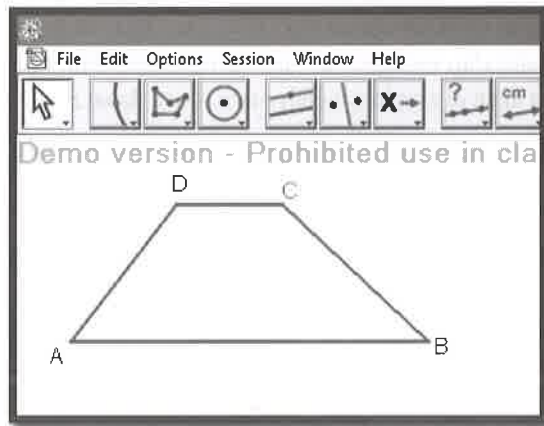 File Edit Options Session Window Help
X ? cm
Demo version - Prohibited use in cla
D C
A B